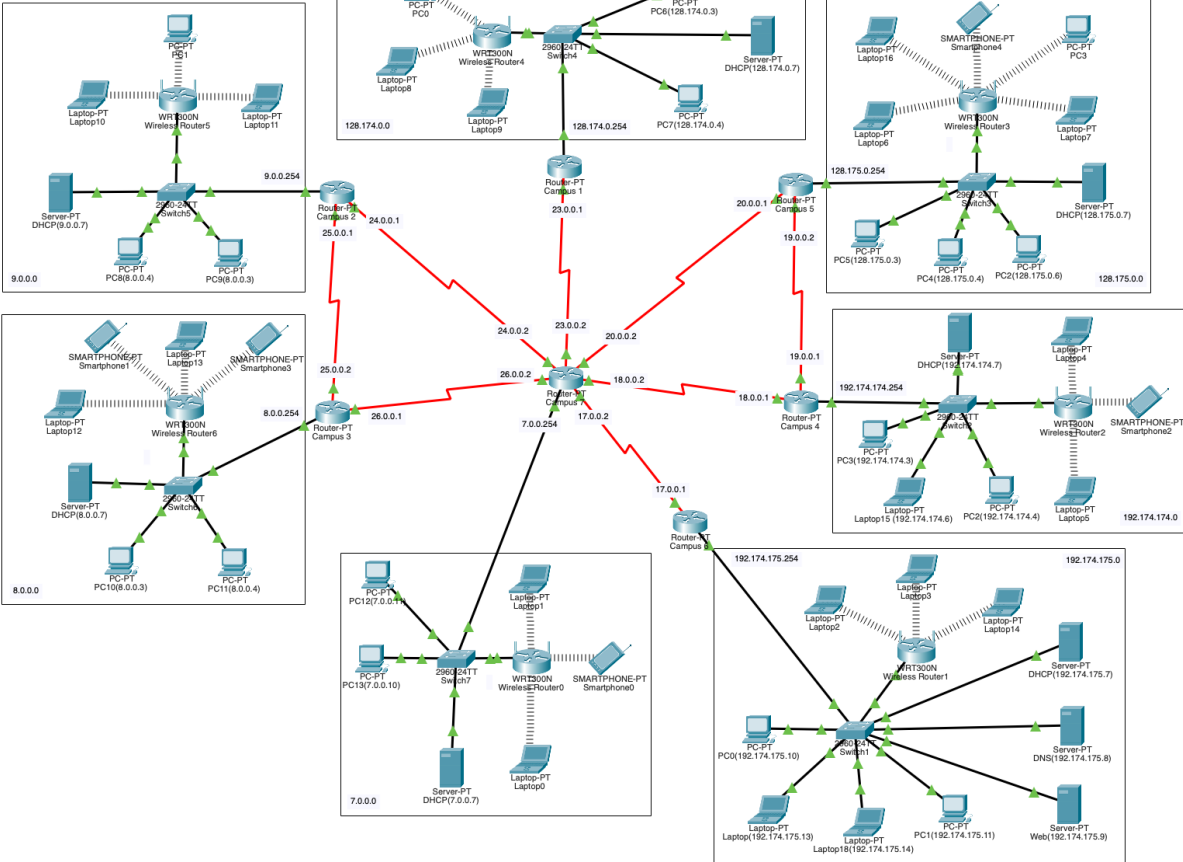 PC-PT
PC1
Laptop-PT
Laptop10
WRT300N
Wireless Router5
Laptop-PT
Laptop11
9.0.0.254
Server-PT
DHCP(9.0.0.7)
2960-24TT
Switch5
PC-PT
PC8(8.0.0.4)
PC-PT
PC9(8.0.0.3)
9.0.0.0
Router-PT
Campus 2
24.0.0.1
25.0.0.1
PC-PT
PC0
PC-PT
PC6(128.174.0.3)
WRT300N
Wireless Router4
2960-24TT
Switch4
Server-PT
DHCP(128.174.0.7)
Laptop-PT
Laptop8
Laptop-PT
Laptop9
PC-PT
PC7(128.174.0.4)
128.174.0.0
128.174.0.254
Router-PT
Campus 1
23.0.0.1
SMARTPHONE-PT
Smartphone4
Laptop-PT
Laptop16
PC-PT
PC3
WRT300N
Wireless Router3
Laptop-PT
Laptop6
Laptop-PT
Laptop7
128.175.0.254
20.0.0.1
Router-PT
Campus 5
19.0.0.2
2960-24TT
Switch3
Server-PT
DHCP(128.175.0.7)
PC-PT
PC5(128.175.0.3)
PC-PT
PC4(128.175.0.4)
PC-PT
PC2(128.175.0.6)
128.175.0.0
24.0.0.2
23.0.0.2
20.0.0.2
SMARTPHONE-PT
Smartphone1
Laptop-PT
Laptop13
SMARTPHONE-PT
Smartphone3
Laptop-PT
Laptop12
WRT300N
Wireless Router6
8.0.0.254
25.0.0.2
Router-PT
Campus 3
26.0.0.1
26.0.0.2
Router-PT
Campus 7
18.0.0.2
17.0.0.2
7.0.0.254
Server-PT
DHCP(8.0.0.7)
2960-24TT
PC-PT
PC10(8.0.0.3)
PC-PT
PC11(8.0.0.4)
8.0.0.0
19.0.0.1
18.0.0.1
Router-PT
Campus 4
192.174.174.254
Server-PT
DHCP(192.174.174.7)
Laptop-PT
Laptop4
2960-24TT
Switch2
WRT300N
Wireless Router2
SMARTPHONE-PT
Smartphone2
PC-PT
PC3(192.174.174.3)
Laptop-PT
Laptop15 (192.174.174.6)
PC-PT
PC2(192.174.174.4)
Laptop-PT
Laptop5
192.174.174.0
17.0.0.1
Router-PT
Campus 6
PC-PT
PC12(7.0.0.11)
Laptop-PT
Laptop1
PC-PT
PC13(7.0.0.10)
2960-24TT
Switch7
WRT300N
Wireless Router0
SMARTPHONE-PT
Smartphone0
Server-PT
DHCP(7.0.0.7)
Laptop-PT
Laptop0
7.0.0.0
192.174.175.254
192.174.175.0
Laptop-PT
Laptop3
Laptop-PT
Laptop2
Laptop-PT
Laptop14
WRT300N
Wireless Router1
Server-PT
DHCP(192.174.175.7)
PC-PT
PC0(192.174.175.10)
2960-24TT
Switch1
Server-PT
DNS(192.174.175.8)
Laptop-PT
Laptop(192.174.175.13)
Laptop-PT
Laptop18(192.174.175.14)
PC-PT
PC1(192.174.175.11)
Server-PT
Web(192.174.175.9)